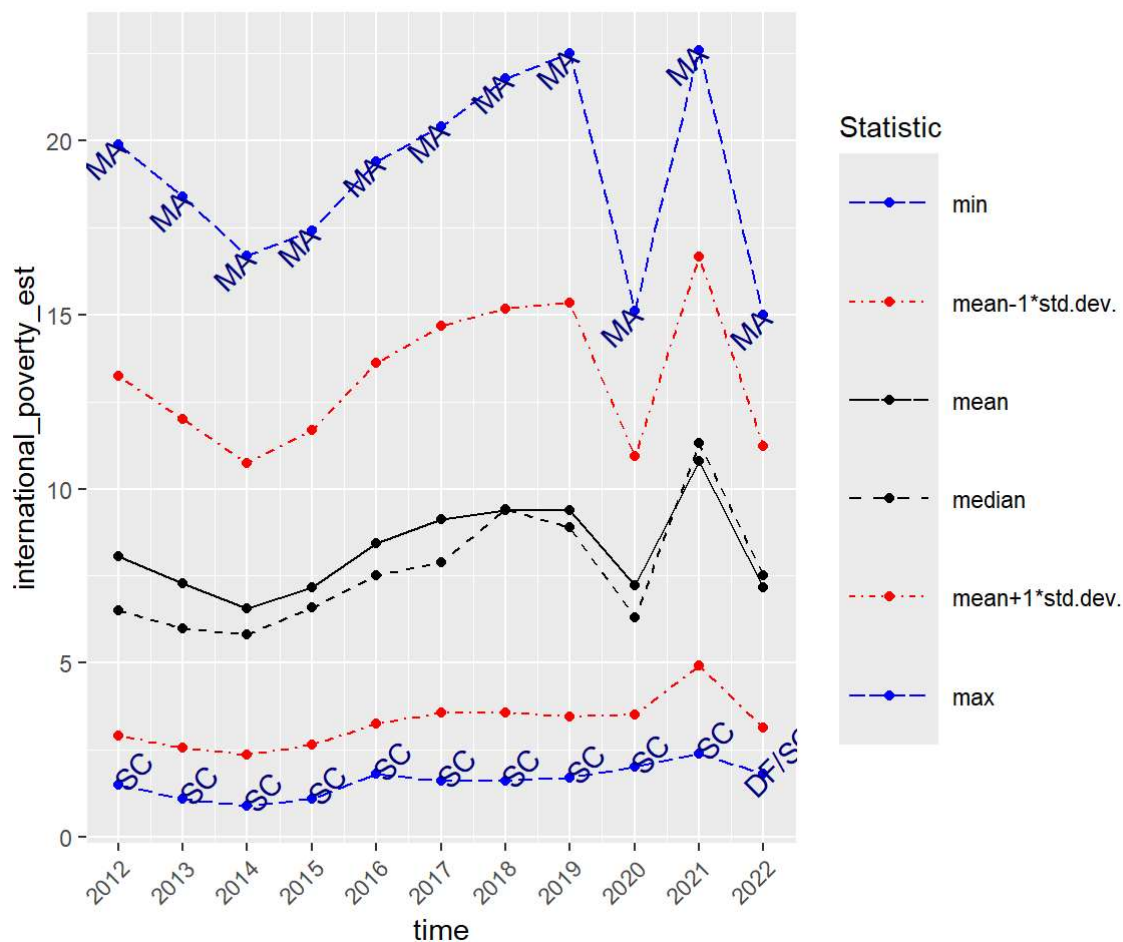 international_poverty_est
20
15
10
5
0
MA
MA
MA
MA
MA
MA
MA
MA
MA
MA
MA
SC
SC
SC
SC
SC
SC
SC
SC
SC
SC
DF/SC
2012
2013
2014
2015
2016
2017
2018
2019
2020
2021
2022
time
Statistic
min
mean-1*std.dev.
mean
median
mean+1*std.dev.
max